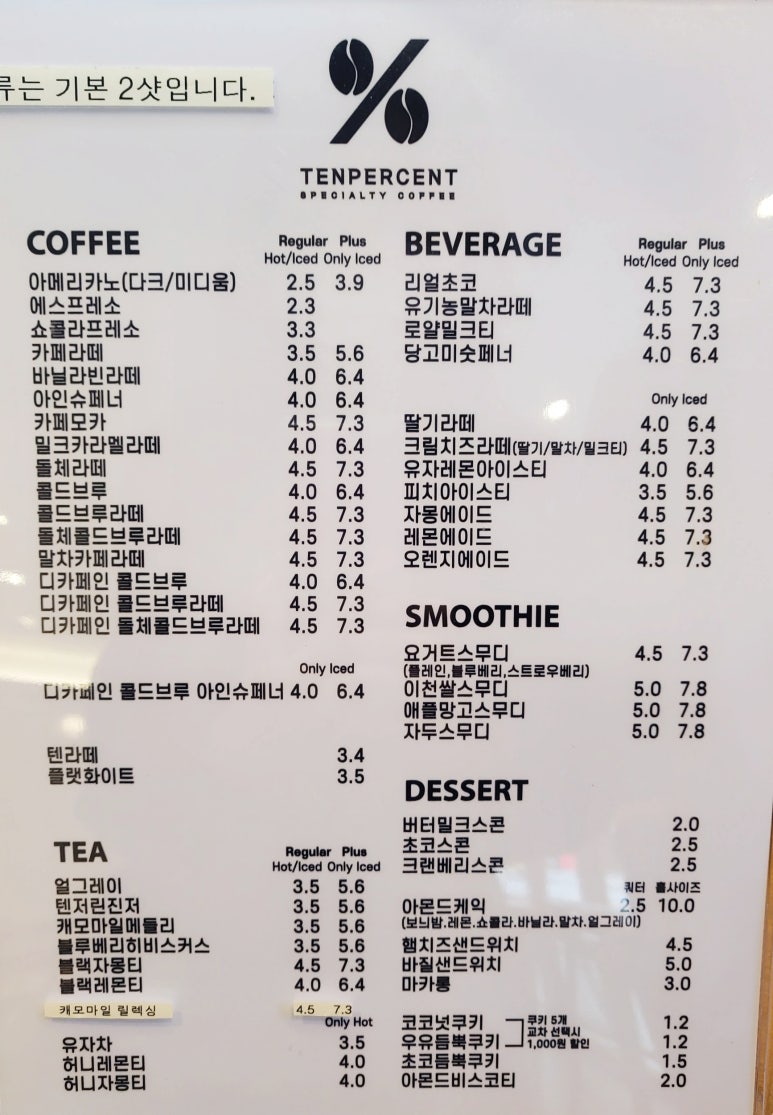 류는 기본 2샷입니다.
TENPERCENT
SPECIALTY COFFEE
COFFEE
Regular Plus
Hot/Iced Only Iced
아메리카노(다크/미디움) 2.5 3.9
에스프레소 2.3
쇼콜라프레소 3.3
카페라떼 3.5 5.6
바닐라빈라떼 4.0 6.4
아인슈페너 4.0 6.4
카페모카 4.5 7.3
밀크카라멜라떼 4.0 6.4
돌체라떼 4.5 7.3
콜드브루 4.0 6.4
콜드브루라떼 4.5 7.3
돌체콜드브루라떼 4.5 7.3
말차카페라떼 4.5 7.3
디카페인 콜드브루 4.0 6.4
디카페인 콜드브루라떼 4.5 7.3
디카페인 돌체콜드브루라떼 4.5 7.3
Only Iced
디카페인 콜드브루 아인슈페너 4.0 6.4
텐라떼 3.4
플랫화이트 3.5
TEA
Regular Plus
Hot/Iced Only Iced
얼그레이 3.5 5.6
텐저린진저 3.5 5.6
캐모마일메들리 3.5 5.6
블루베리히비스커스 3.5 5.6
블랙자몽티 4.5 7.3
블랙레몬티 4.0 6.4
캐모마일 릴렉싱 4.5 7.3
Only Hot
유자차 3.5
허니레몬티 4.0
허니자몽티 4.0
BEVERAGE
Regular Plus
Hot/Iced Only Iced
리얼초코 4.5 7.3
유기농말차라떼 4.5 7.3
로얄밀크티 4.5 7.3
당고미숫페너 4.0 6.4
Only Iced
딸기라떼 4.0 6.4
크림치즈라떼(딸기/말차/밀크티) 4.5 7.3
유자레몬아이스티 4.0 6.4
피치아이스티 3.5 5.6
자몽에이드 4.5 7.3
레몬에이드 4.5 7.3
오렌지에이드 4.5 7.3
SMOOTHIE
요거트스무디 4.5 7.3
(플레인,블루베리,스트로우베리)
이천쌀스무디 5.0 7.8
애플망고스무디 5.0 7.8
자두스무디 5.0 7.8
DESSERT
버터밀크스콘 2.0
초코스콘 2.5
크랜베리스콘 2.5
쿼터 홀사이즈
아몬드케익 2.5 10.0
(보늬밤.레몬.쇼콜라.바닐라.말차.얼그레이)
햄치즈샌드위치 4.5
바질샌드위치 5.0
마카롱 3.0
코코넛쿠키 1.2
우유듬뿍쿠키 1.2
쿠키 5개
교차 선택시
1,000원 할인
초코듬뿍쿠키 1.5
아몬드비스코티 2.0